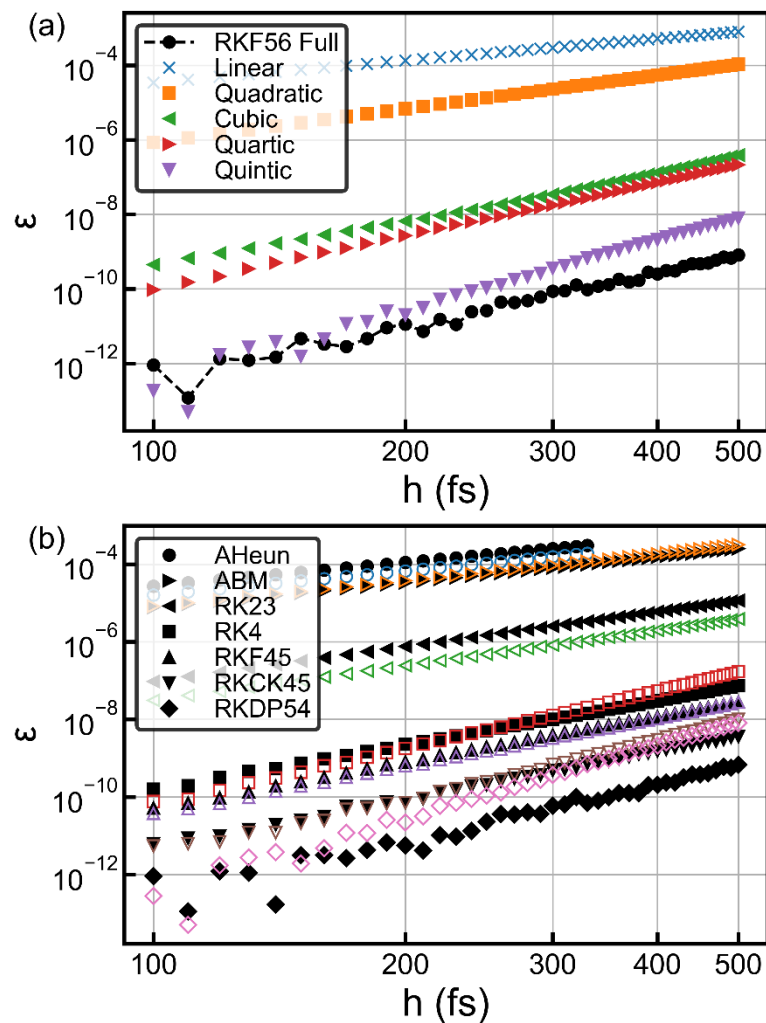 (a)
RKF56 Full
Linear
Quadratic
Cubic
Quartic
Quintic
10⁻⁴
10⁻⁶
10⁻⁸
10⁻¹⁰
10⁻¹²
ε
100 200 300 400 500
h (fs)
(b)
AHeun
ABM
RK23
RK4
RKF45
RKCK45
RKDP54
10⁻⁴
10⁻⁶
10⁻⁸
10⁻¹⁰
10⁻¹²
ε
100 200 300 400 500
h (fs)